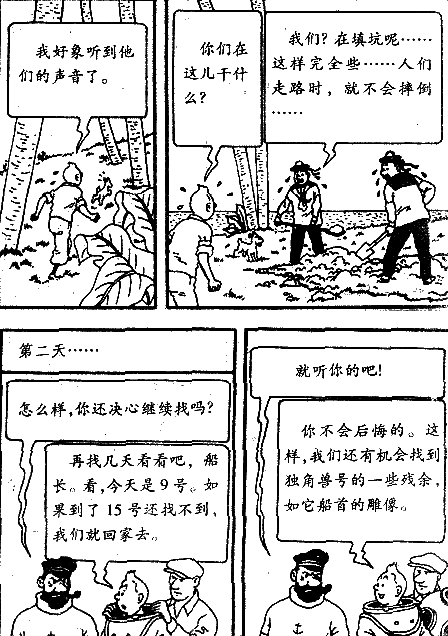 我好象听到他
们的声音了。
你们在
这儿干什
么?
我们? 在填坑呢……
这样完全些……人们
走路时, 就不会摔倒
……
第二天……
怎么样,你还决心继续找吗?
再找几天看看吧, 船
长。看,今天是9号。如
果到了15号还找不到,
我们就回家去。
就听你的吧!
你不会后悔的。这
样,我们还有机会找到
独角兽号的一些残余,
如它船首的雕像。